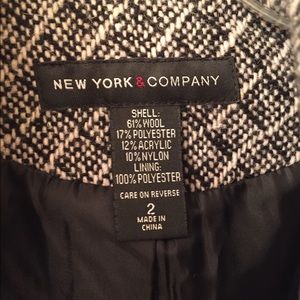 NEW YORK & COMPANY
SHELL:
61% WOOL
17% POLYESTER
12% ACRYLIC
10% NYLON
LINING:
100% POLYESTER
CARE ON REVERSE
2
MADE IN
CHINA